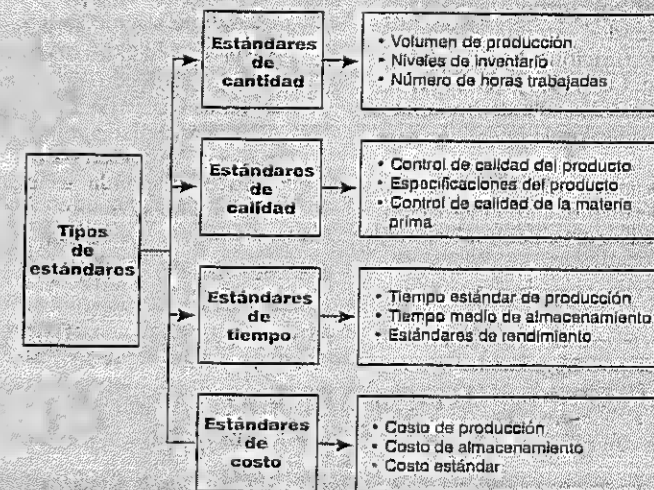 Tipos
de
estándares
Estándares
de
cantidad
• Volumen de producción
• Niveles de inventario
• Número de horas trabajadas
Estándares
de
calidad
• Control de calidad del producto
• Especificaciones del producto
• Control de calidad de la materia
prima
Estándares
de
tiempo
• Tiempo estándar de producción
• Tiempo medio de almacenamiento
• Estándares de rendimiento
Estándares
de
costo
• Costo de producción
• Costo de almacenamiento
• Costo estándar